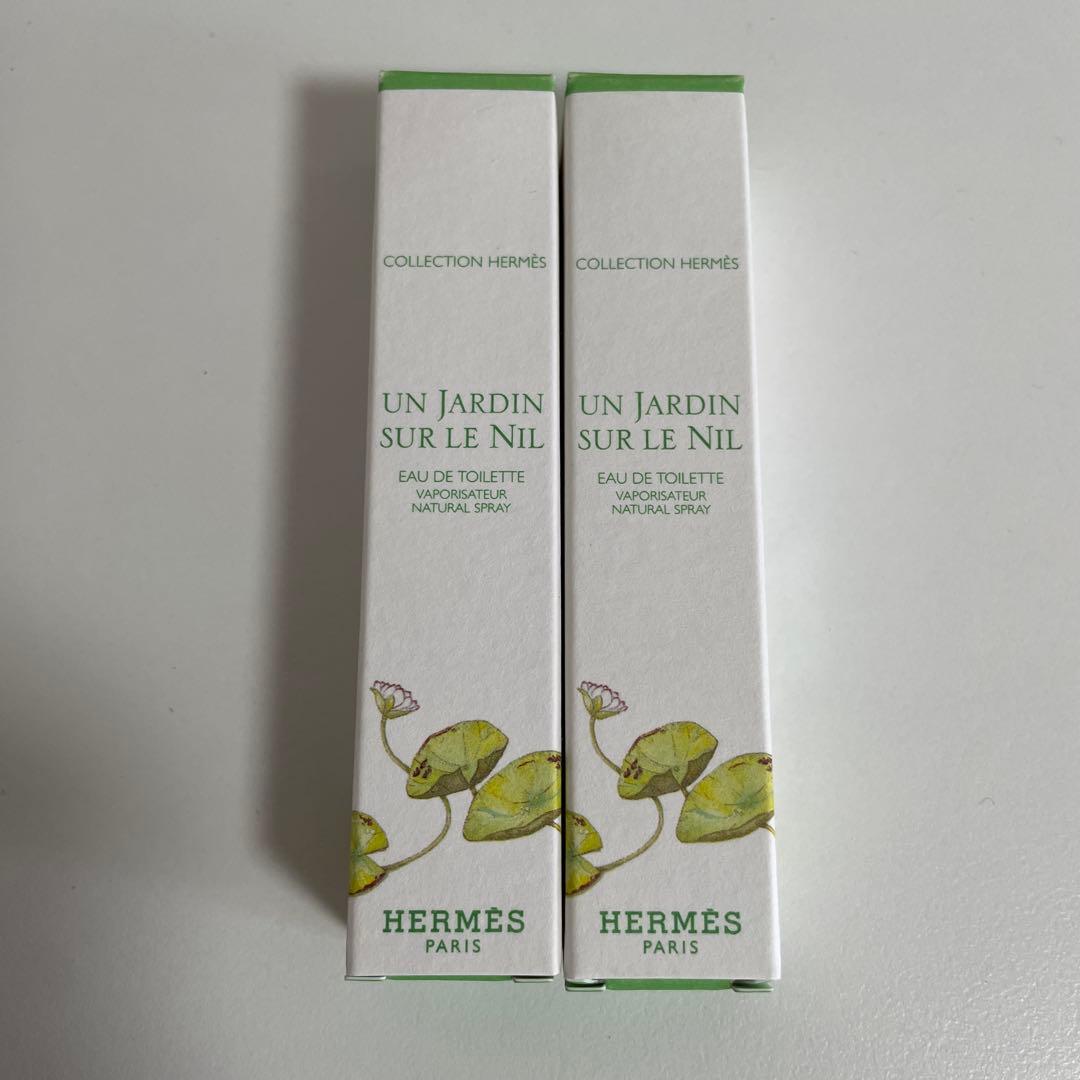 COLLECTION HERMÈS
UN JARDIN
SUR LE NIL
EAU DE TOILETTE
VAPORISATEUR
NATURAL SPRAY
HERMÈS
PARIS
COLLECTION HERMÈS
UN JARDIN
SUR LE NIL
EAU DE TOILETTE
VAPORISATEUR
NATURAL SPRAY
HERMÈS
PARIS